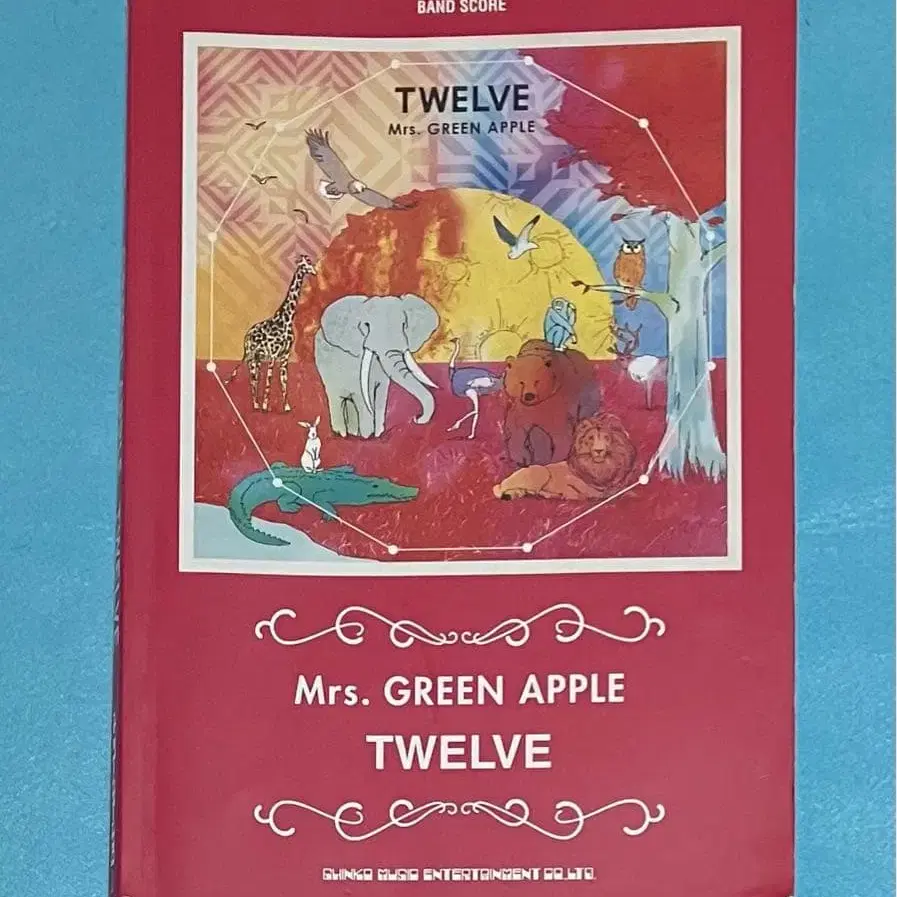 BAND SCORE
TWELVE
Mrs. GREEN APPLE
Mrs. GREEN APPLE
TWELVE
SHINKO MUSIC ENTERTAINMENT CO.,LTD.